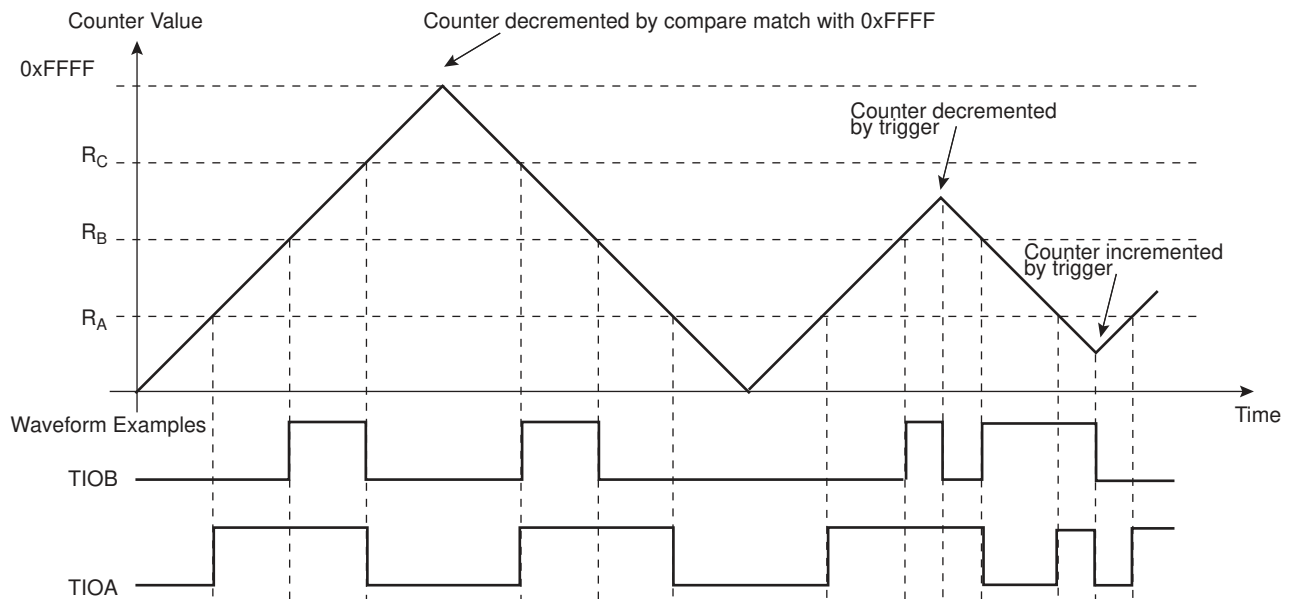 Counter Value
Counter decremented by compare match with 0xFFFF
0xFFFF
Counter decremented
by trigger
RC
RB
Counter incremented
by trigger
RA
Time
Waveform Examples
TIOB
TIOA